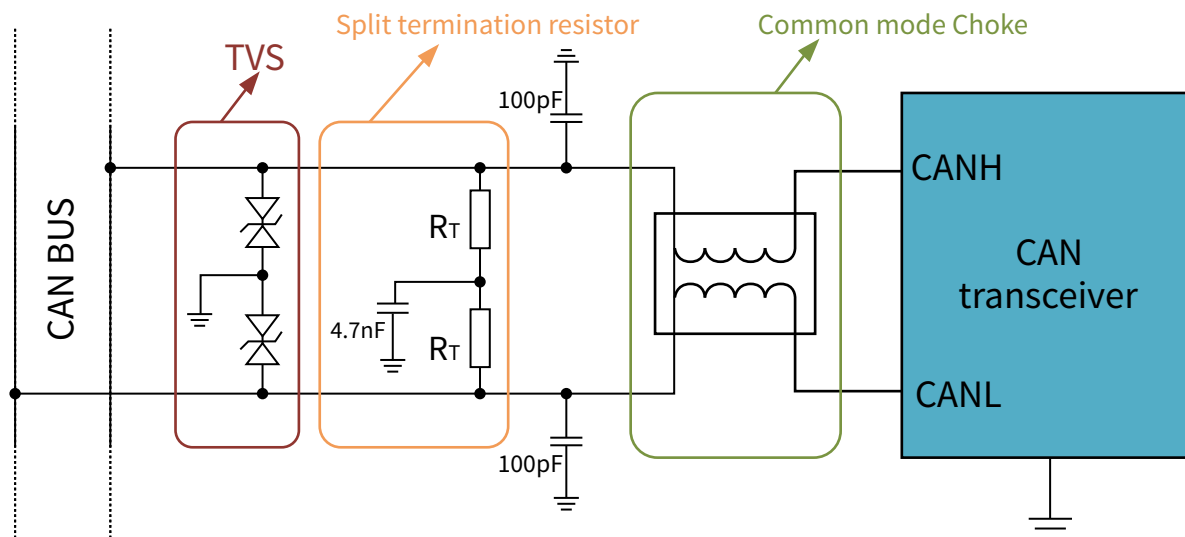 Split termination resistor
Common mode Choke
TVS
100pF
CANH
CAN BUS
RT
CAN
transceiver
4.7nF
RT
CANL
100pF